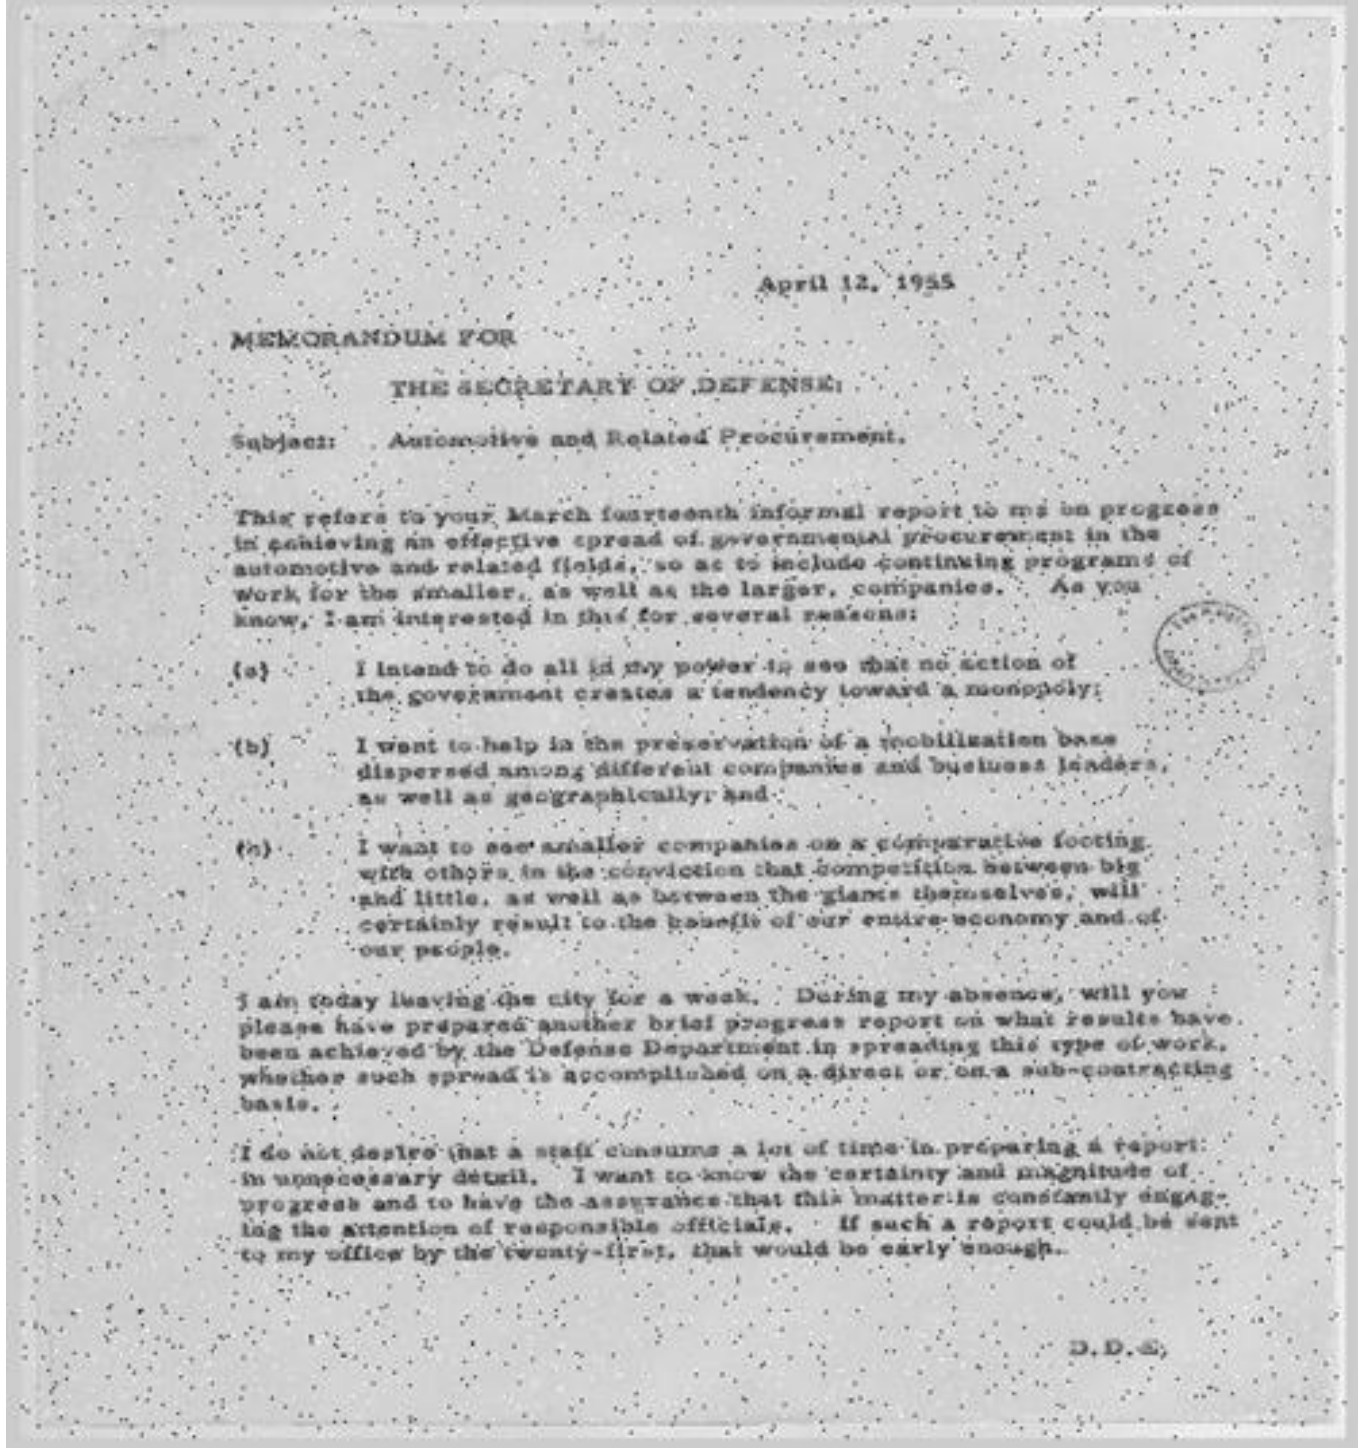 April 12, 1955
MEMORANDUM FOR
THE SECRETARY OF DEFENSE:
Subject: Automotive and Related Procurement.
This refers to your March fourteenth informal report to me on progress
in achieving an effective spread of governmental procurement in the
automotive and related fields, so as to include continuing programs of
work for the smaller, as well as the larger, companies. As you
know, I am interested in this for several reasons:
(a) I intend to do all in my power to see that no action of
the government creates a tendency toward a monopoly;
(b) I want to help in the preservation of a mobilization base
dispersed among different companies and business leaders,
as well as geographically; and
I want to see smaller companies on a comparative footing
with others in the conviction that competition between big
and little, as well as between the giants themselves, will
certainly result to the benefit of our entire economy and of
our people.
I am today leaving the city for a week. During my absence, will you
please have prepared another brief progress report on what results have
been achieved by the Defense Department in spreading this type of work,
whether such spread is accomplished on a direct or on a sub-contracting
basis.
I do not desire that a staff consume a lot of time in preparing a report
in unnecessary detail. I want to know the certainty and magnitude of
progress and to have the assurance that this matter is constantly engag-
ing the attention of responsible officials. If such a report could be sent
to my office by the twenty-first, that would be early enough.
D.D.E.